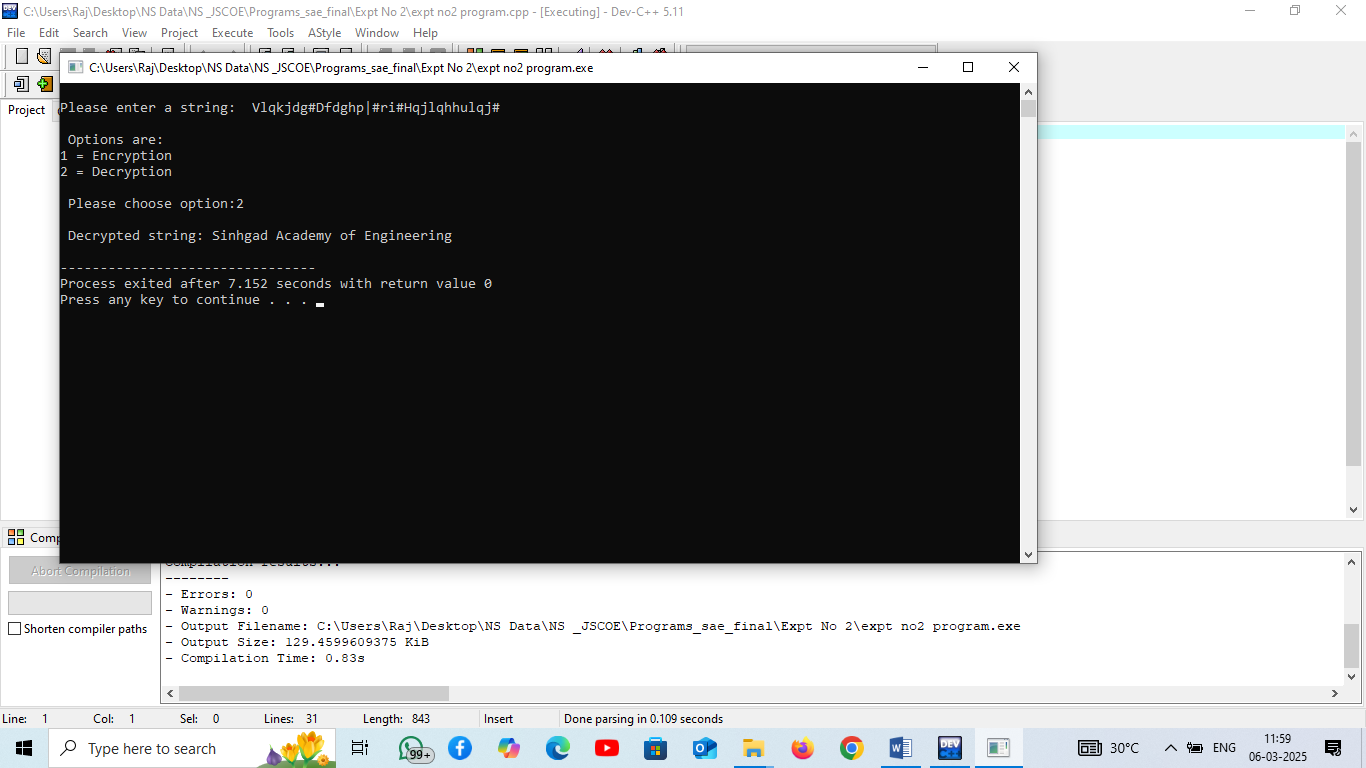 C:\Users\Raj\Desktop\NS Data\NS _JSCOE\Programs_sae_final\Expt No 2\expt no2 program.cpp - [Executing] - Dev-C++ 5.11
File Edit Search View Project Execute Tools AStyle Window Help
C:\Users\Raj\Desktop\NS Data\NS _JSCOE\Programs_sae_final\Expt No 2\expt no2 program.exe
Project
Please enter a string:  Vlqkjdg#Dfdghp|#ri#Hqjlqhhulqj#
Options are:
1 = Encryption
2 = Decryption
Please choose option:2
Decrypted string: Sinhgad Academy of Engineering
--------------------------------
Process exited after 7.152 seconds with return value 0
Press any key to continue . . .
Abort Compilation
Shorten compiler paths
Compilation results...
--------
- Errors: 0
- Warnings: 0
- Output Filename: C:\Users\Raj\Desktop\NS Data\NS _JSCOE\Programs_sae_final\Expt No 2\expt no2 program.exe
- Output Size: 129.4599609375 KiB
- Compilation Time: 0.83s
Line: 1 Col: 1 Sel: 0 Lines: 31 Length: 843 Insert Done parsing in 0.109 seconds
Type here to search
99+
DEV
30°C
ENG
11:59
06-03-2025